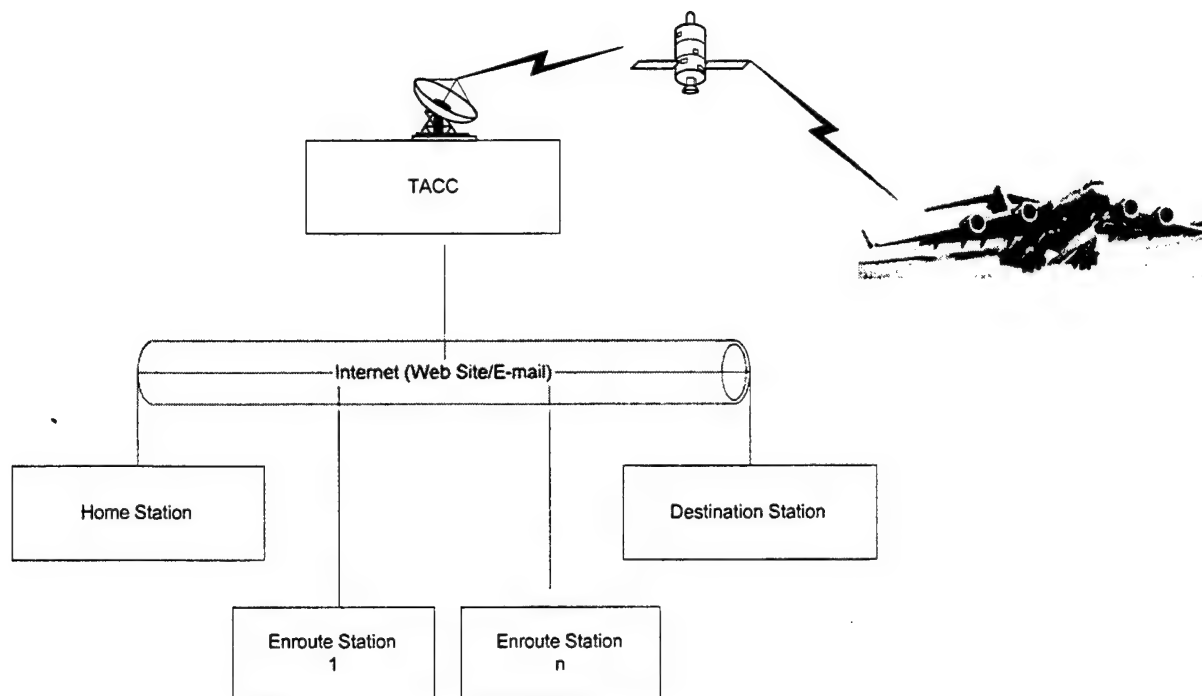 TACC
Internet (Web Site/E-mail)
Home Station
Destination Station
Enroute Station
1
Enroute Station
n